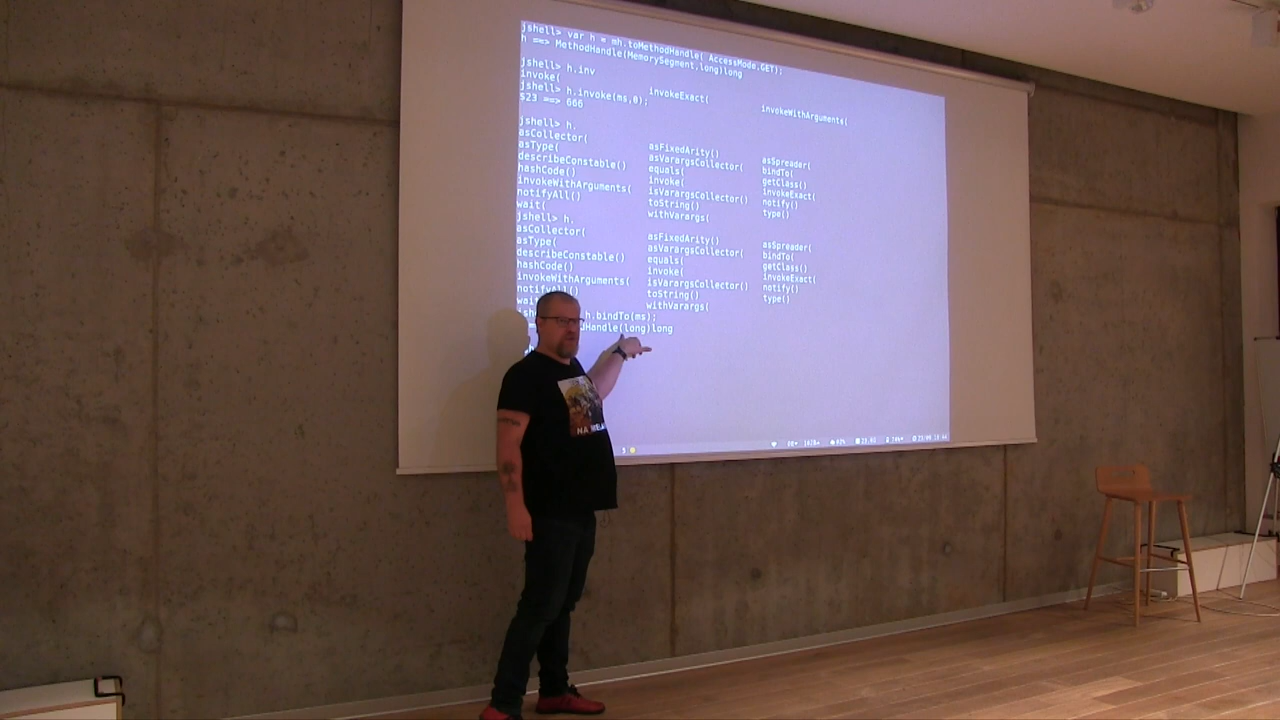 jshell> var h = mh.toMethodHandle( AccessMode.GET);
h ==> MethodHandle(MemorySegment,long)long
jshell> h.inv
invoke( invokeExact( invokeWithArguments(
jshell> h.invoke(ms,0);
$23 ==> 666
jshell> h.
asCollector( asFixedArity() asSpreader(
asType( asVarargsCollector( bindTo(
describeConstable() equals( getClass()
hashCode() invoke( invokeExact(
invokeWithArguments( isVarargsCollector() notify()
notifyAll() toString() type()
wait( withVarargs(
jshell> h.
asCollector( asFixedArity() asSpreader(
asType( asVarargsCollector( bindTo(
describeConstable() equals( getClass()
hashCode() invoke( invokeExact(
invokeWithArguments( isVarargsCollector() notify()
notifyAll() toString() type()
wait withVarargs(
h.bindTo(ms);
dHandle(long)long
NA